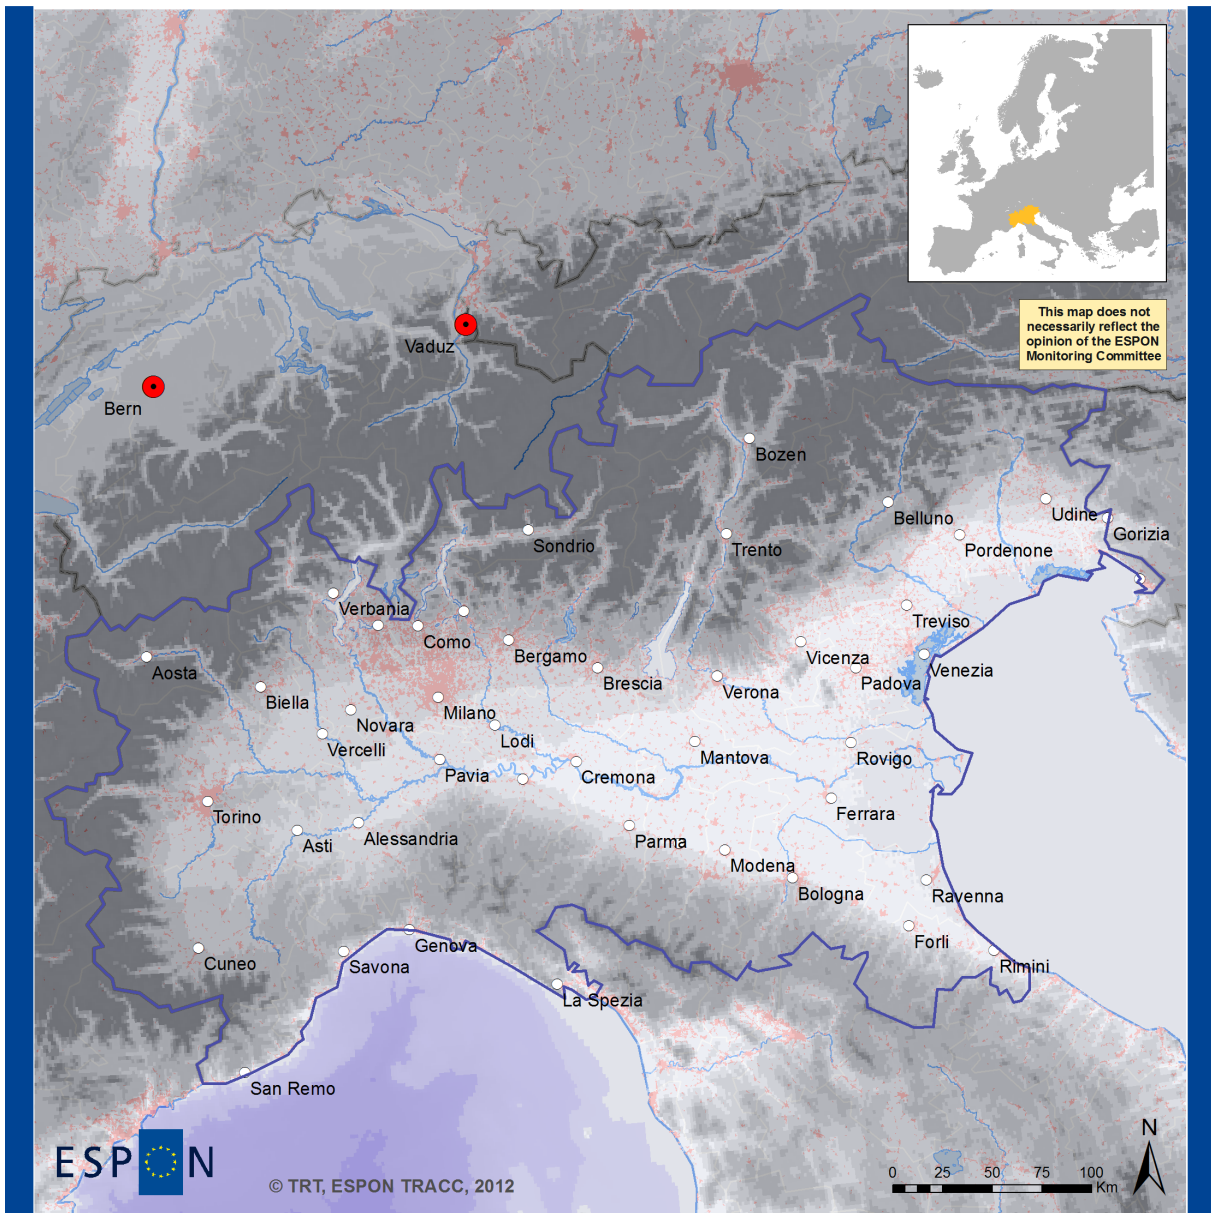 This map does not
necessarily reflect the
opinion of the ESPON
Monitoring Committee
Vaduz
Bern
Bozen
Belluno
Udine
Gorizia
Sondrio
Trento
Pordenone
Verbania
Como
Treviso
Aosta
Bergamo
Vicenza
Venezia
Brescia
Padova
Biella
Verona
Novara
Milano
Vercelli
Lodi
Mantova
Rovigo
Pavia
Cremona
Torino
Ferrara
Asti
Alessandria
Parma
Modena
Bologna
Ravenna
Genova
Forli
Cuneo
Savona
Rimini
La Spezia
San Remo
N
ESPON
0 25 50 75 100
Km
© TRT, ESPON TRACC, 2012